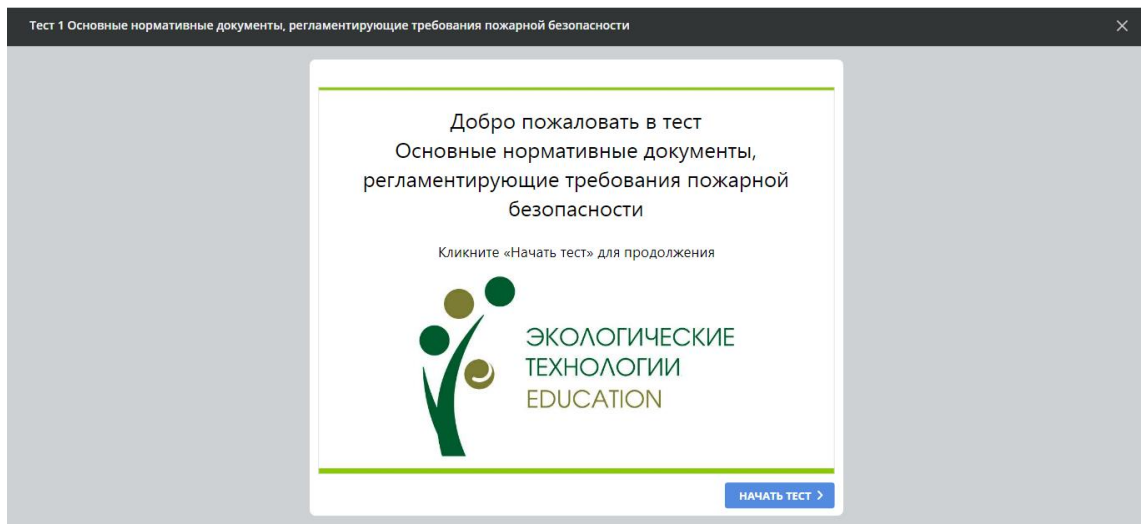 Тест 1 Основные нормативные документы, регламентирующие требования пожарной безопасности
Добро пожаловать в тест
Основные нормативные документы,
регламентирующие требования пожарной
безопасности
Кликните «Начать тест» для продолжения
ЭКОЛОГИЧЕСКИЕ
ТЕХНОЛОГИИ
EDUCATION
НАЧАТЬ ТЕСТ